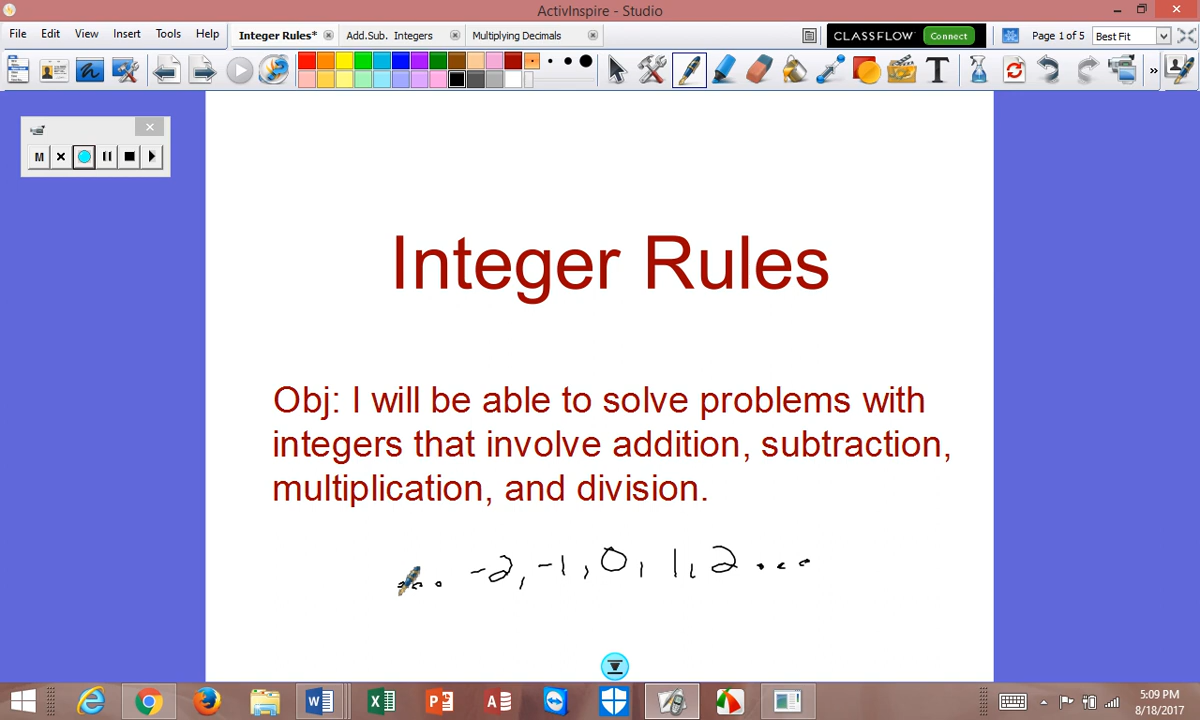 ActivInspire - Studio
File Edit View Insert Tools Help
Integer Rules* Add.Sub. Integers Multiplying Decimals
CLASSFLOW Connect
Page 1 of 5 Best Fit
T »
M
Integer Rules
Obj: I will be able to solve problems with
integers that involve addition, subtraction,
multiplication, and division.
... -2, -1, 0, 1, 2 ...
5:09 PM
8/18/2017